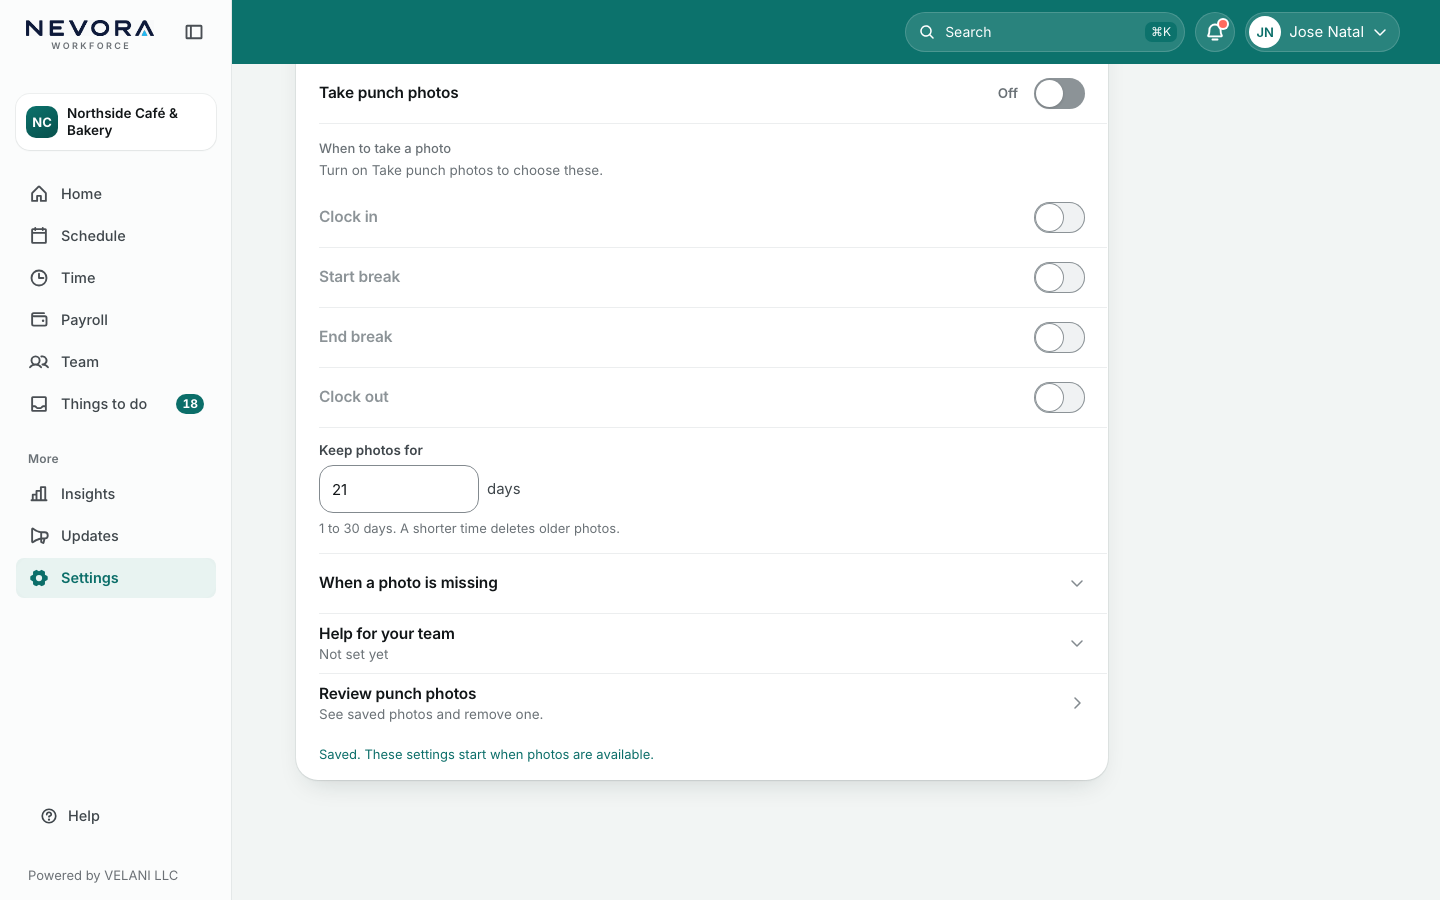 NEVORA
WORKFORCE
Search
⌘K
JN
Jose Natal
NC
Northside Café &
Bakery
Home
Schedule
Time
Payroll
Team
Things to do
18
More
Insights
Updates
Settings
Help
Powered by VELANI LLC
Take punch photos
Off
When to take a photo
Turn on Take punch photos to choose these.
Clock in
Start break
End break
Clock out
Keep photos for
21
days
1 to 30 days. A shorter time deletes older photos.
When a photo is missing
Help for your team
Not set yet
Review punch photos
See saved photos and remove one.
Saved. These settings start when photos are available.